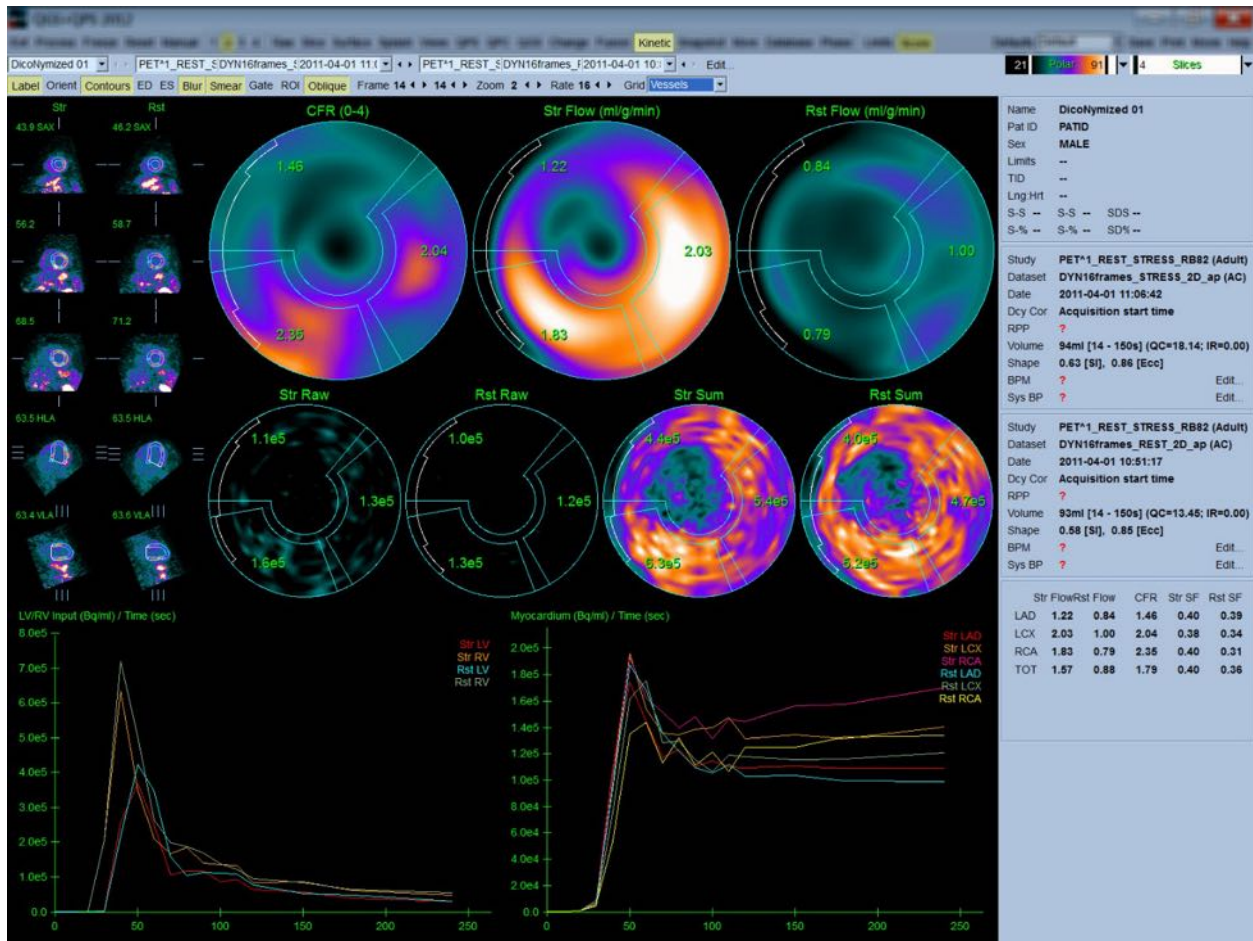 QGS+QPS 2012
Kinetic
DicoNymized 01 PET^1_REST_S DYN16frames_S 2011-04-01 11:0 PET^1_REST_S DYN16frames_F 2011-04-01 10: Edit...
21 Polar 91 4 Slices
Label Orient Contours ED ES Blur Smear Gate ROI Oblique Frame 14 14 Zoom 2 Rate 16 Grid Vessels
Str Rst
43.9 SAX 46.2 SAX
56.2 58.7
68.5 71.2
63.5 HLA 63.5 HLA
63.4 VLA 63.6 VLA
CFR (0-4)
1.46
2.04
2.35
Str Flow (ml/g/min)
1.22
2.03
1.83
Rst Flow (ml/g/min)
0.84
1.00
0.79
Str Raw
1.1e5
1.3e5
1.6e5
Rst Raw
1.0e5
1.2e5
1.3e5
Str Sum
4.4e5
5.4e5
5.3e5
Rst Sum
4.0e5
4.7e5
5.2e5
LV/RV Input (Bq/ml) / Time (sec)
8.0e5
7.0e5
6.0e5
5.0e5
4.0e5
3.0e5
2.0e5
1.0e5
0.0
0 50 100 150 200 250
Str LV
Str RV
Rst LV
Rst RV
Myocardium (Bq/ml) / Time (sec)
2.0e5
1.8e5
1.6e5
1.4e5
1.2e5
1.0e5
8.0e4
6.0e4
4.0e4
2.0e4
0.0
0 50 100 150 200 250
Str LAD
Str LCX
Str RCA
Rst LAD
Rst LCX
Rst RCA
Name DicoNymized 01
Pat ID PATID
Sex MALE
Limits --
TID --
Lng:Hrt --
S-S -- S-S -- SDS --
S-% -- S-% -- SD% --
Study PET^1_REST_STRESS_RB82 (Adult)
Dataset DYN16frames_STRESS_2D_ap (AC)
Date 2011-04-01 11:06:42
Dcy Cor Acquisition start time
RPP ?
Volume 94ml [14 - 150s] (QC=18.14; IR=0.00)
Shape 0.63 [SI], 0.86 [Ecc]
BPM ? Edit...
Sys BP ? Edit...
Study PET^1_REST_STRESS_RB82 (Adult)
Dataset DYN16frames_REST_2D_ap (AC)
Date 2011-04-01 10:51:17
Dcy Cor Acquisition start time
RPP ?
Volume 93ml [14 - 150s] (QC=13.45; IR=0.00)
Shape 0.58 [SI], 0.85 [Ecc]
BPM ? Edit...
Sys BP ? Edit...
Str Flow Rst Flow CFR Str SF Rst SF
LAD 1.22 0.84 1.46 0.40 0.39
LCX 2.03 1.00 2.04 0.38 0.34
RCA 1.83 0.79 2.35 0.40 0.31
TOT 1.57 0.88 1.79 0.40 0.36